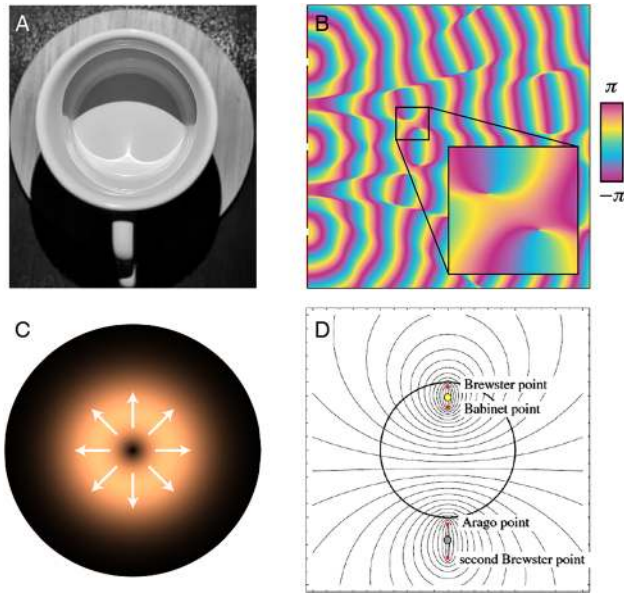 A
B
π
−π
C
D
Brewster point
Babinet point
Arago point
second Brewster point